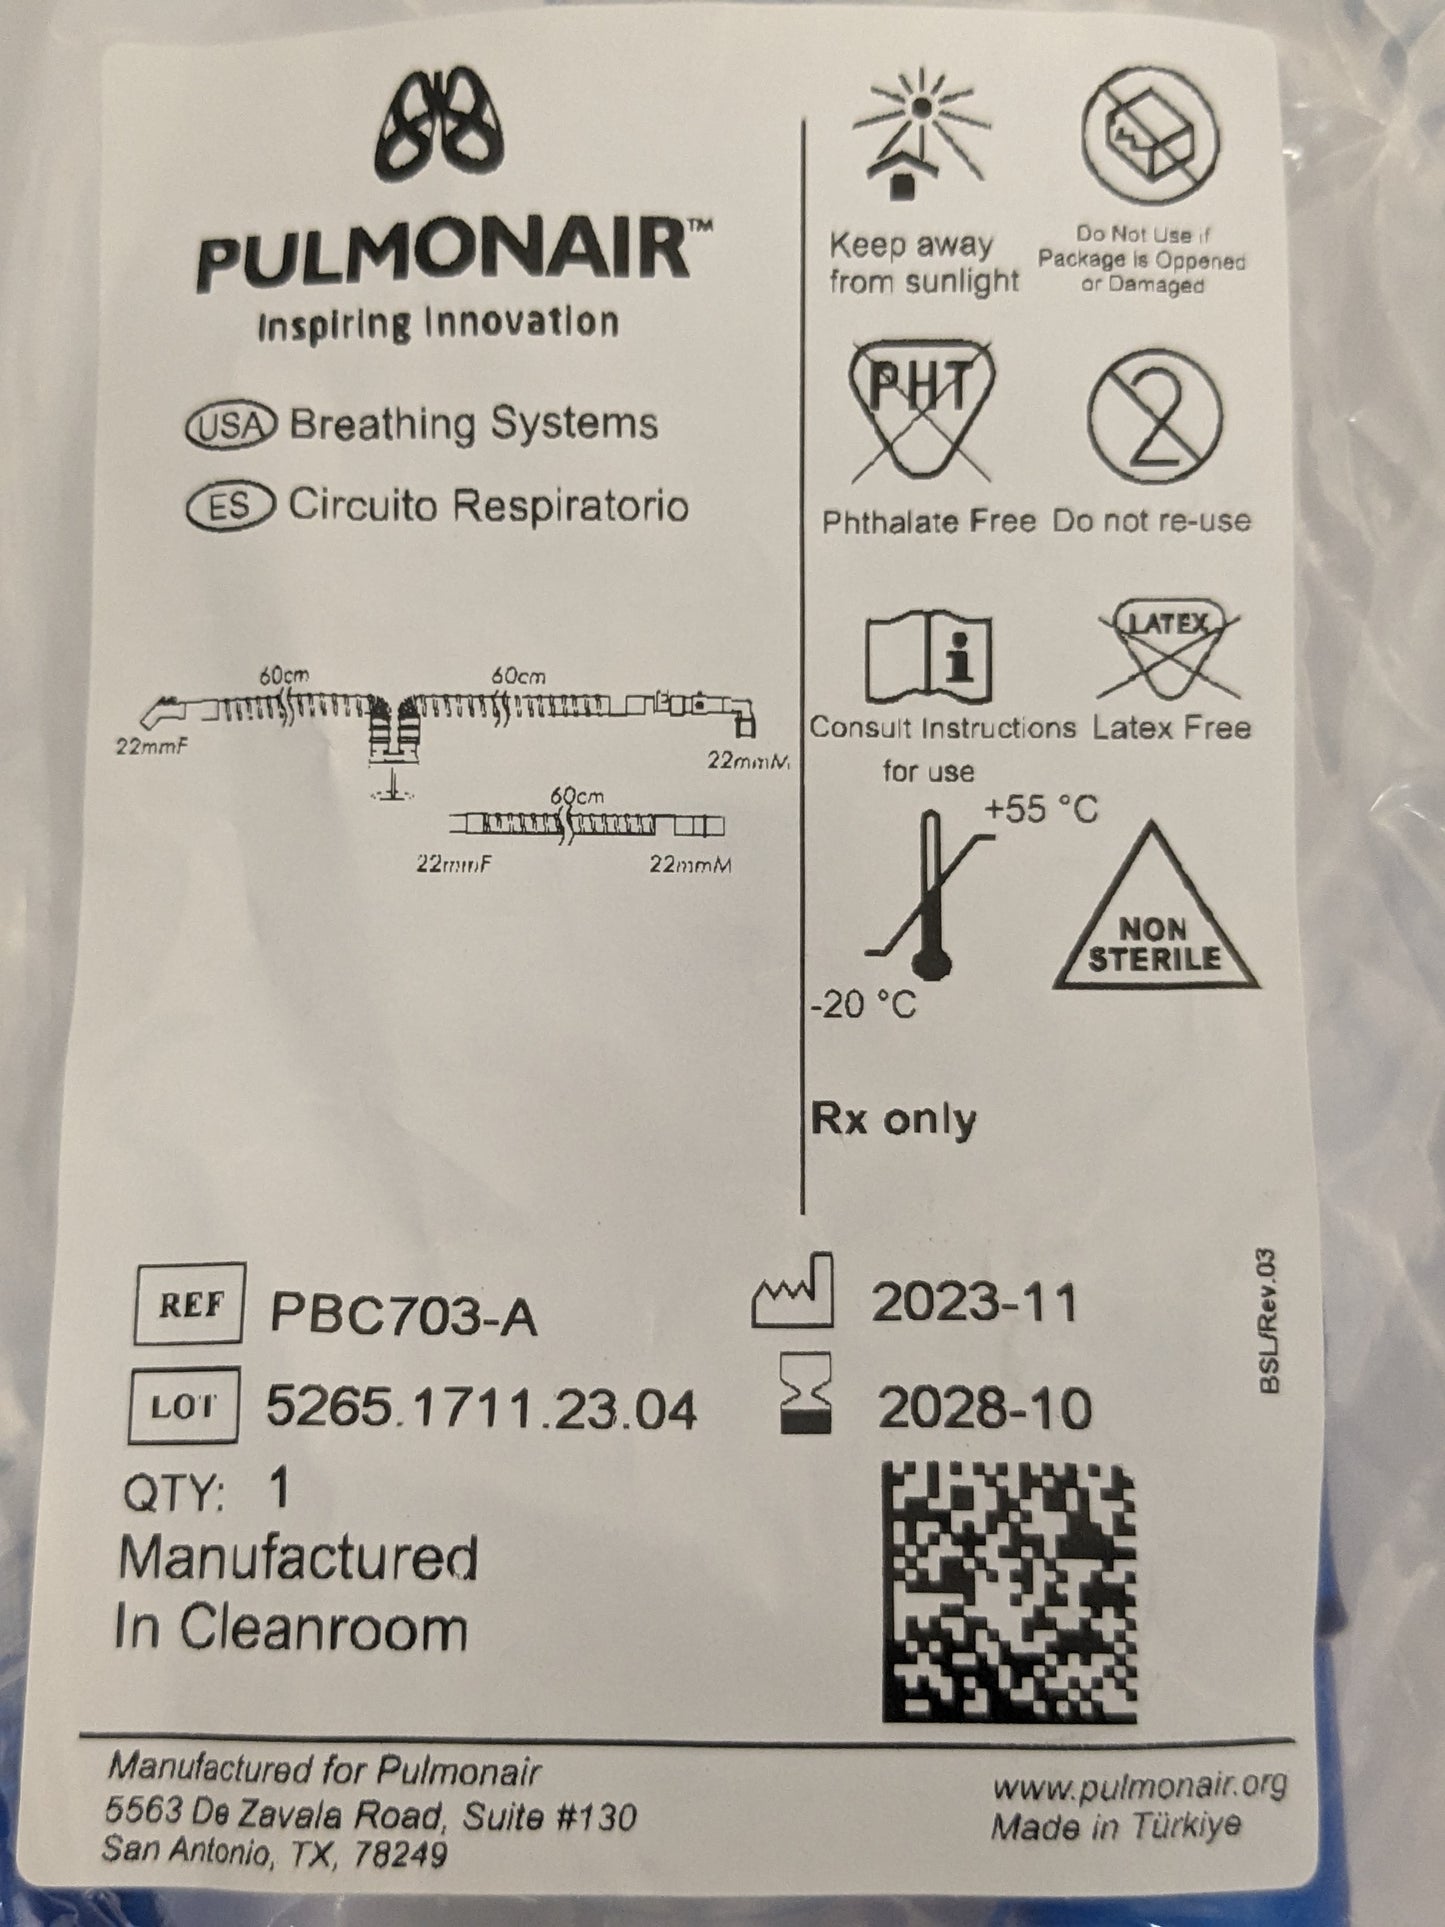 PULMONAIR™
Inspiring Innovation
USA Breathing Systems
ES Circuito Respiratorio
60cm
60cm
22mmF
22mmM
60cm
22mmF
22mmM
Keep away
from sunlight
Do Not Use if
Package is Oppened
or Damaged
PHT
Phthalate Free
2
Do not re-use
Consult Instructions
for use
LATEX
Latex Free
+55 °C
-20 °C
NON
STERILE
Rx only
REF PBC703-A
LOT 5265.1711.23.04
QTY: 1
Manufactured
In Cleanroom
2023-11
2028-10
BSL/Rev.03
Manufactured for Pulmonair
5563 De Zavala Road, Suite #130
San Antonio, TX, 78249
www.pulmonair.org
Made in Türkiye